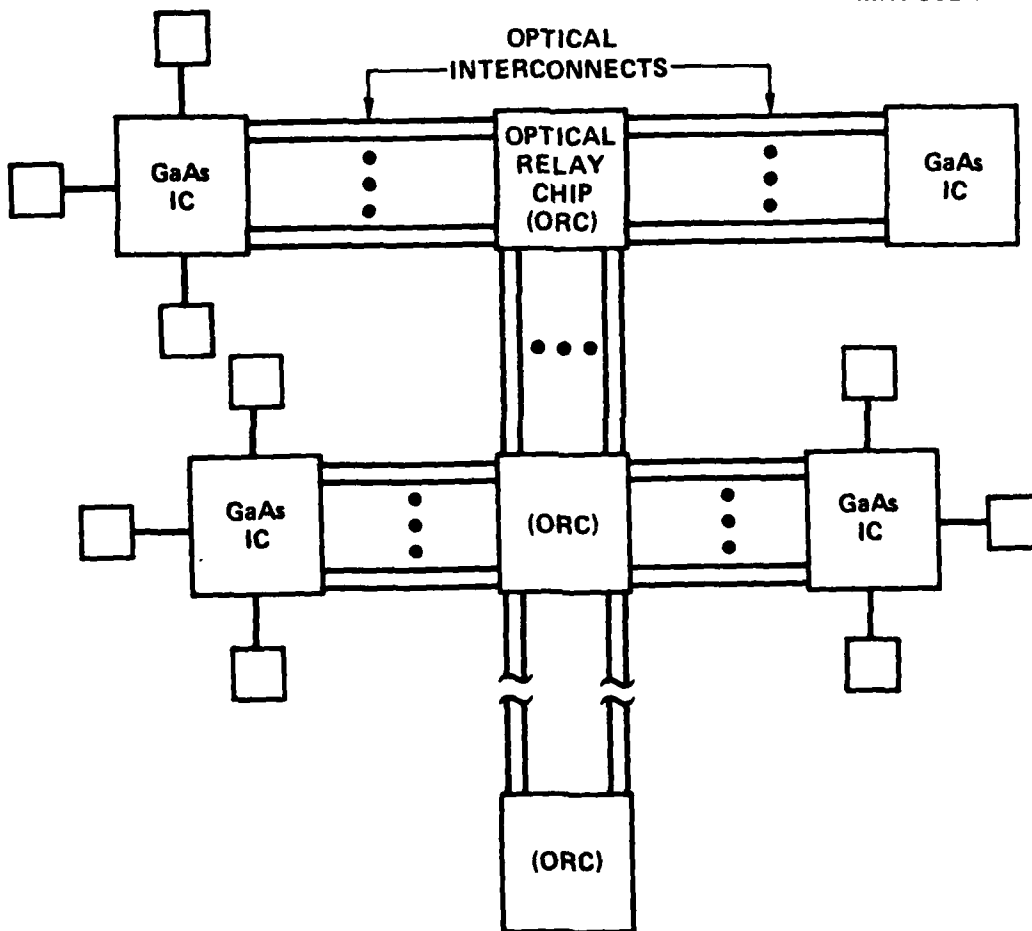 OPTICAL
INTERCONNECTS
GaAs
IC
OPTICAL
RELAY
CHIP
(ORC)
GaAs
IC
GaAs
IC
(ORC)
GaAs
IC
(ORC)